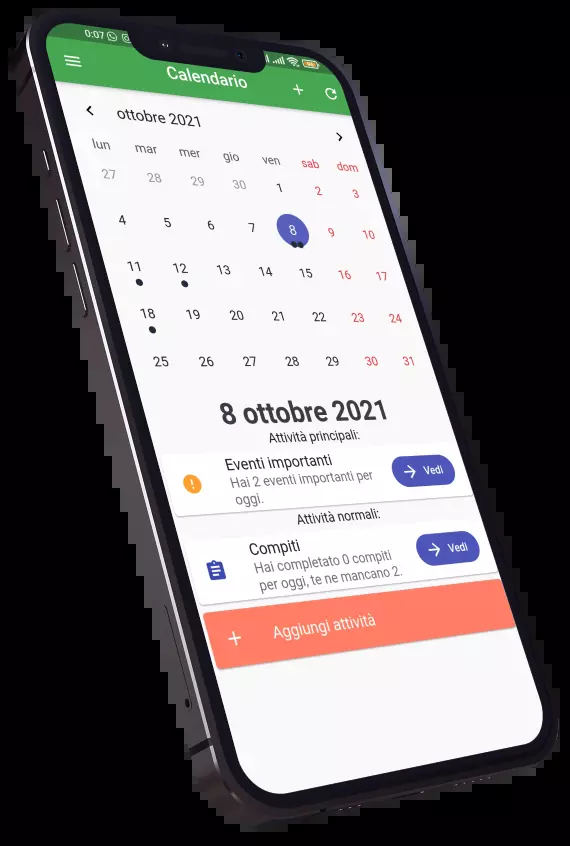 0:07
Calendario
ottobre 2021
lun mar mer gio ven sab dom
27 28 29 30 1 2 3
4 5 6 7 8 9 10
11 12 13 14 15 16 17
18 19 20 21 22 23 24
25 26 27 28 29 30 31
8 ottobre 2021
Attività principali:
Eventi importanti
Hai 2 eventi importanti per
oggi.
Vedi
Attività normali:
Compiti
Hai completato 0 compiti
per oggi, te ne mancano 2.
Vedi
Aggiungi attività